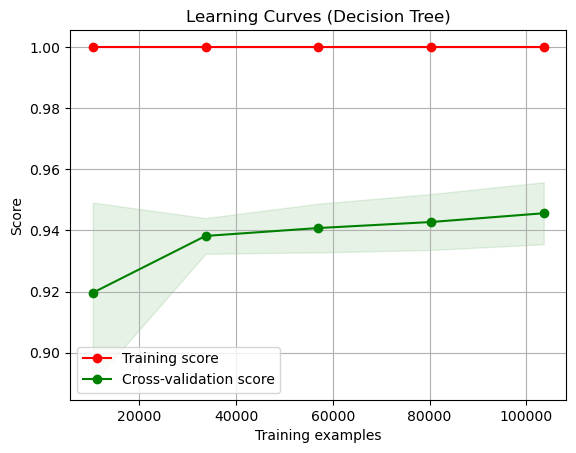 Learning Curves (Decision Tree)
1.00
0.98
0.96
0.94
0.92
0.90
Score
Training score
Cross-validation score
20000 40000 60000 80000 100000
Training examples